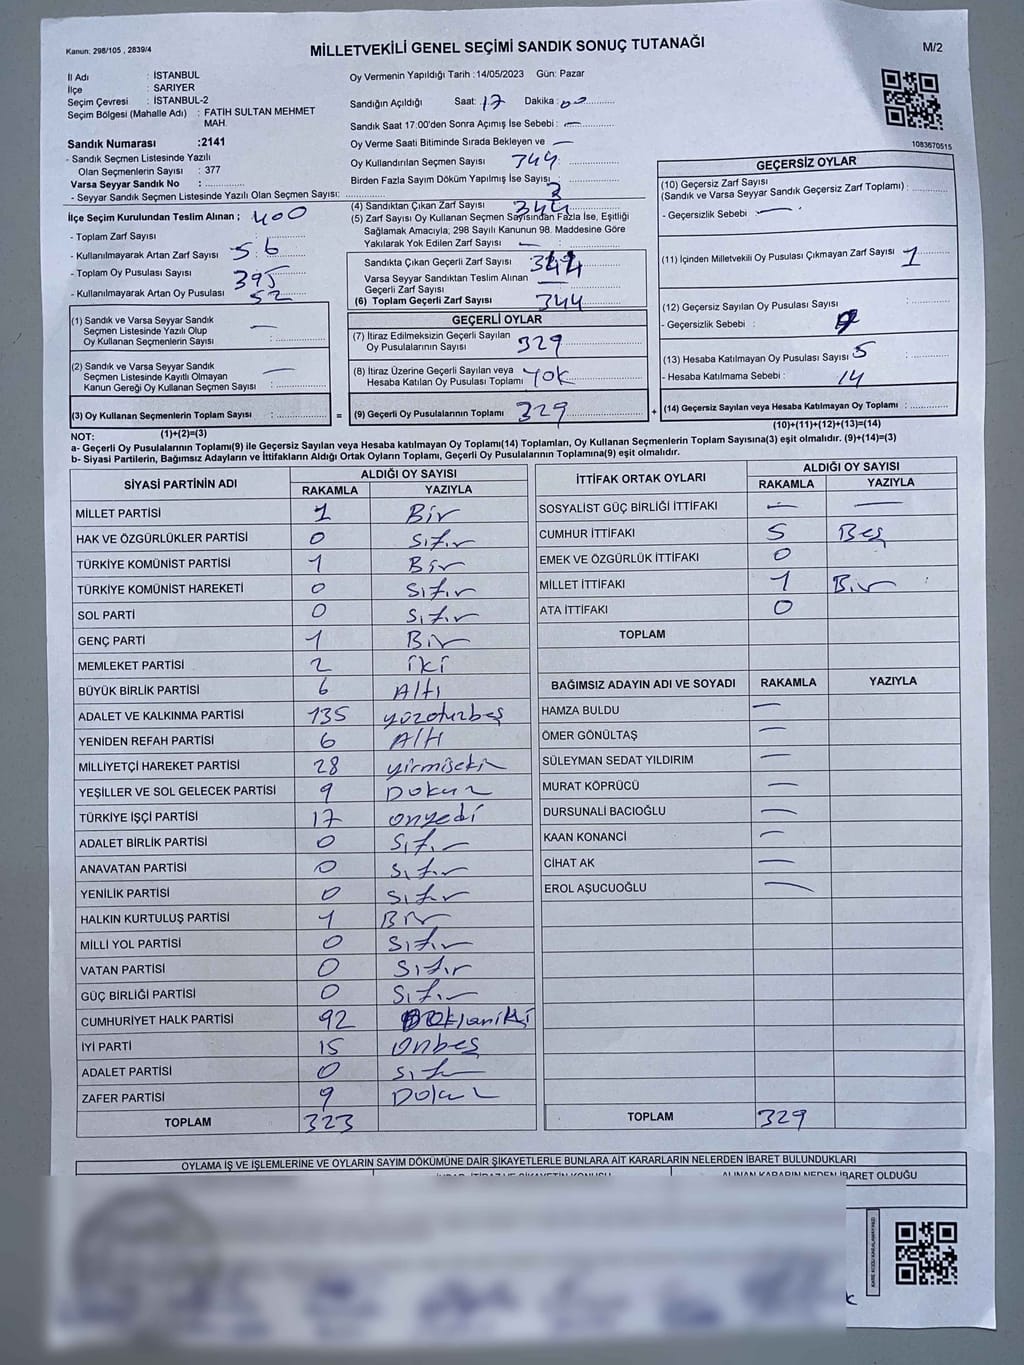 Kanun: 298/105 , 2839/4
MİLLETVEKİLİ GENEL SEÇİMİ SANDIK SONUÇ TUTANAĞI
M/2
İl Adı : İSTANBUL
İlçe : SARIYER
Seçim Çevresi : İSTANBUL-2
Seçim Bölgesi (Mahalle Adı) : FATİH SULTAN MEHMET
MAH.
Sandık Numarası :2141
- Sandık Seçmen Listesinde Yazılı
Olan Seçmenlerin Sayısı : 377
Varsa Seyyar Sandık No :
- Seyyar Sandık Seçmen Listesinde Yazılı Olan Seçmen Sayısı:
İlçe Seçim Kurulundan Teslim Alınan ; 400
- Toplam Zarf Sayısı :
- Kullanılmayarak Artan Zarf Sayısı : 56
- Toplam Oy Pusulası Sayısı 395
- Kullanılmayarak Artan Oy Pusulası 52
Oy Vermenin Yapıldığı Tarih :14/05/2023 Gün: Pazar
Sandığın Açıldığı Saat: 17 Dakika : 00
Sandık Saat 17:00'den Sonra Açımış İse Sebebi : —
Oy Verme Saati Bitiminde Sırada Bekleyen ve —
Oy Kullandırılan Seçmen Sayısı 344
Birden Fazla Sayım Döküm Yapılmış İse Sayısı 2
(4) Sandıktan Çıkan Zarf Sayısı 344
(5) Zarf Sayısı Oy Kullanan Seçmen Sayısından Fazla İse, Eşitliği
Sağlamak Amacıyla; 298 Sayılı Kanunun 98. Maddesine Göre
Yakılarak Yok Edilen Zarf Sayısı —
Sandıkta Çıkan Geçerli Zarf Sayısı 344
Varsa Seyyar Sandıktan Teslim Alınan
Geçerli Zarf Sayısı —
(6) Toplam Geçerli Zarf Sayısı 344
1083670515
GEÇERSİZ OYLAR
(10) Geçersiz Zarf Sayısı
(Sandık ve Varsa Seyyar Sandık Geçersiz Zarf Toplamı) :
- Geçersizlik Sebebi : —
(11) İçinden Milletvekili Oy Pusulası Çıkmayan Zarf Sayısı 1
(12) Geçersiz Sayılan Oy Pusulası Sayısı :
- Geçersizlik Sebebi :
(13) Hesaba Katılmayan Oy Pusulası Sayısı 5
- Hesaba Katılmama Sebebi : 14
(14) Geçersiz Sayılan veya Hesaba Katılmayan Oy Toplamı :
(10)+(11)+(12)+(13)=(14)
(1) Sandık ve Varsa Seyyar Sandık
Seçmen Listesinde Yazılı Olup
Oy Kullanan Seçmenlerin Sayısı : —
(2) Sandık ve Varsa Seyyar Sandık
Seçmen Listesinde Kayıtlı Olmayan
Kanun Gereği Oy Kullanan Seçmen Sayısı : —
(3) Oy Kullanan Seçmenlerin Toplam Sayısı :
(1)+(2)=(3)
GEÇERLİ OYLAR
(7) İtiraz Edilmeksizin Geçerli Sayılan
Oy Pusulalarının Sayısı 329
(8) İtiraz Üzerine Geçerli Sayılan veya
Hesaba Katılan Oy Pusulası Toplamı YOK
= (9) Geçerli Oy Pusulalarının Toplamı 329 +
NOT:
a- Geçerli Oy Pusulalarının Toplamı(9) ile Geçersiz Sayılan veya Hesaba katılmayan Oy Toplamı(14) Toplamları, Oy Kullanan Seçmenlerin Toplam Sayısına(3) eşit olmalıdır. (9)+(14)=(3)
b- Siyasi Partilerin, Bağımsız Adayların ve İttifakların Aldığı Ortak Oyların Toplamı, Geçerli Oy Pusulalarının Toplamına(9) eşit olmalıdır.
SİYASİ PARTİNİN ADI ALDIĞI OY SAYISI
RAKAMLA YAZIYLA
MİLLET PARTİSİ 1 Bir
HAK VE ÖZGÜRLÜKLER PARTİSİ 0 Sıfır
TÜRKİYE KOMÜNİST PARTİSİ 1 Bir
TÜRKİYE KOMÜNİST HAREKETİ 0 Sıfır
SOL PARTİ 0 Sıfır
GENÇ PARTİ 1 Bir
MEMLEKET PARTİSİ 2 iki
BÜYÜK BİRLİK PARTİSİ 6 Altı
ADALET VE KALKINMA PARTİSİ 135 yüzotuzbeş
YENİDEN REFAH PARTİSİ 6 Altı
MİLLİYETÇİ HAREKET PARTİSİ 28 yirmisekiz
YEŞİLLER VE SOL GELECEK PARTİSİ 9 Dokuz
TÜRKİYE İŞÇİ PARTİSİ 17 onyedi
ADALET BİRLİK PARTİSİ 0 Sıfır
ANAVATAN PARTİSİ 0 Sıfır
YENİLİK PARTİSİ 0 Sıfır
HALKIN KURTULUŞ PARTİSİ 1 Bir
MİLLİ YOL PARTİSİ 0 Sıfır
VATAN PARTİSİ 0 Sıfır
GÜÇ BİRLİĞİ PARTİSİ 0 Sıfır
CUMHURİYET HALK PARTİSİ 92
İYİ PARTİ 15 onbeş
ADALET PARTİSİ 0 Sıfır
ZAFER PARTİSİ 9 Dokuz
TOPLAM 323
İTTİFAK ORTAK OYLARI ALDIĞI OY SAYISI
RAKAMLA YAZIYLA
SOSYALİST GÜÇ BİRLİĞİ İTTİFAKI — —
CUMHUR İTTİFAKI 5 Beş
EMEK VE ÖZGÜRLÜK İTTİFAKI 0
MİLLET İTTİFAKI 1 Bir
ATA İTTİFAKI 0
TOPLAM
BAĞIMSIZ ADAYIN ADI VE SOYADI RAKAMLA YAZIYLA
HAMZA BULDU —
ÖMER GÖNÜLTAŞ —
SÜLEYMAN SEDAT YILDIRIM —
MURAT KÖPRÜCÜ —
DURSUNALİ BACIOĞLU —
KAAN KONANCİ —
CİHAT AK —
EROL AŞUCUOĞLU —
TOPLAM 329
OYLAMA İŞ VE İŞLEMLERİNE VE OYLARIN SAYIM DÖKÜMÜNE DAİR ŞİKAYETLERLE BUNLARA AİT KARARLARIN NELERDEN İBARET BULUNDUKLARI
ALINAN KARARIN NEDEN İBARET OLDUĞU